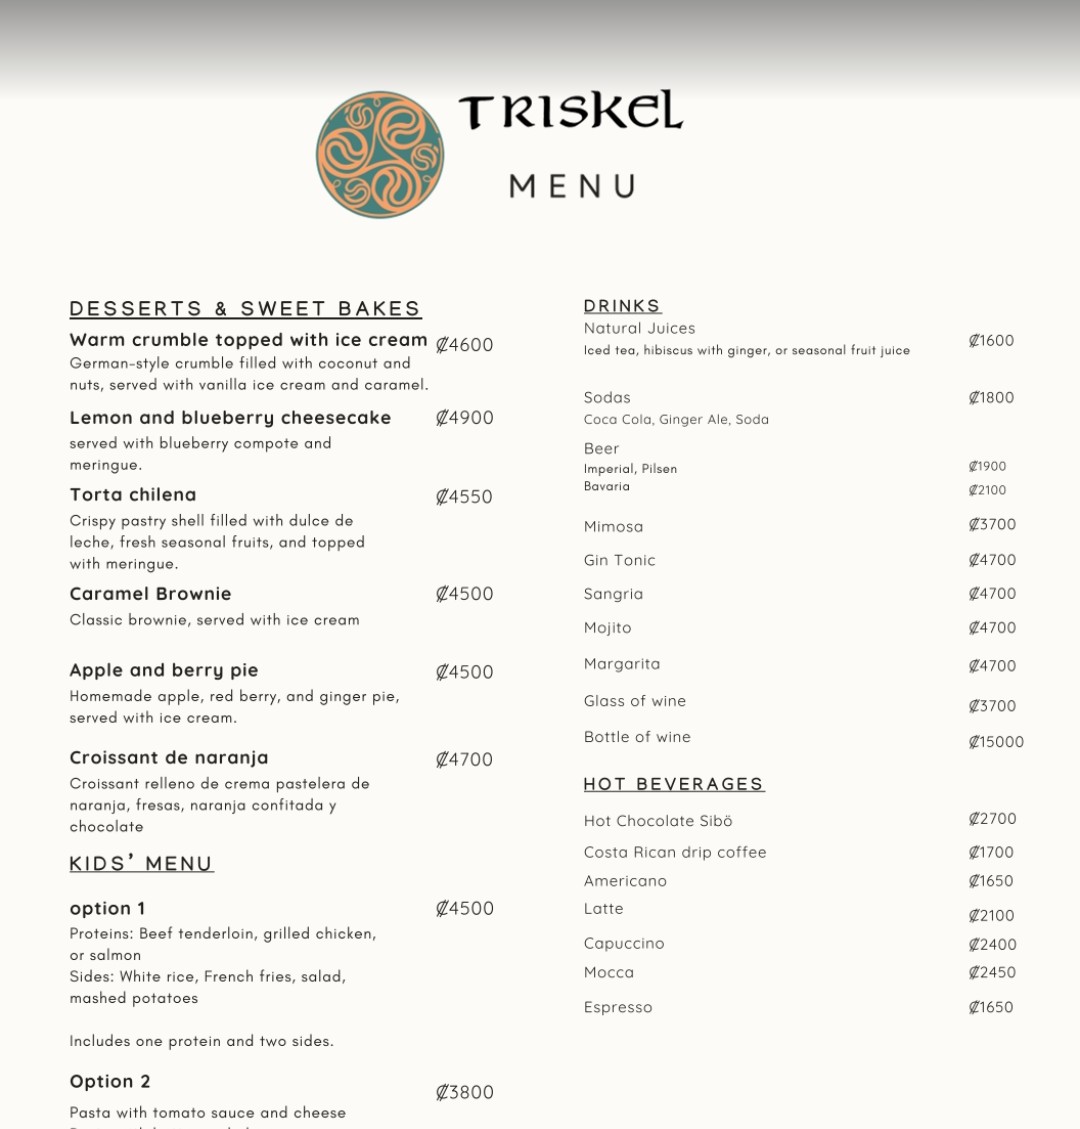 TRISKEL
MENU
DESSERTS & SWEET BAKES
Warm crumble topped with ice cream ₡4600
German-style crumble filled with coconut and
nuts, served with vanilla ice cream and caramel.
Lemon and blueberry cheesecake ₡4900
served with blueberry compote and
meringue.
Torta chilena ₡4550
Crispy pastry shell filled with dulce de
leche, fresh seasonal fruits, and topped
with meringue.
Caramel Brownie ₡4500
Classic brownie, served with ice cream
Apple and berry pie ₡4500
Homemade apple, red berry, and ginger pie,
served with ice cream.
Croissant de naranja ₡4700
Croissant relleno de crema pastelera de
naranja, fresas, naranja confitada y
chocolate
KIDS' MENU
option 1 ₡4500
Proteins: Beef tenderloin, grilled chicken,
or salmon
Sides: White rice, French fries, salad,
mashed potatoes
Includes one protein and two sides.
Option 2 ₡3800
Pasta with tomato sauce and cheese
DRINKS
Natural Juices ₡1600
Iced tea, hibiscus with ginger, or seasonal fruit juice
Sodas ₡1800
Coca Cola, Ginger Ale, Soda
Beer
Imperial, Pilsen ₡1900
Bavaria ₡2100
Mimosa ₡3700
Gin Tonic ₡4700
Sangria ₡4700
Mojito ₡4700
Margarita ₡4700
Glass of wine ₡3700
Bottle of wine ₡15000
HOT BEVERAGES
Hot Chocolate Sibö ₡2700
Costa Rican drip coffee ₡1700
Americano ₡1650
Latte ₡2100
Capuccino ₡2400
Mocca ₡2450
Espresso ₡1650